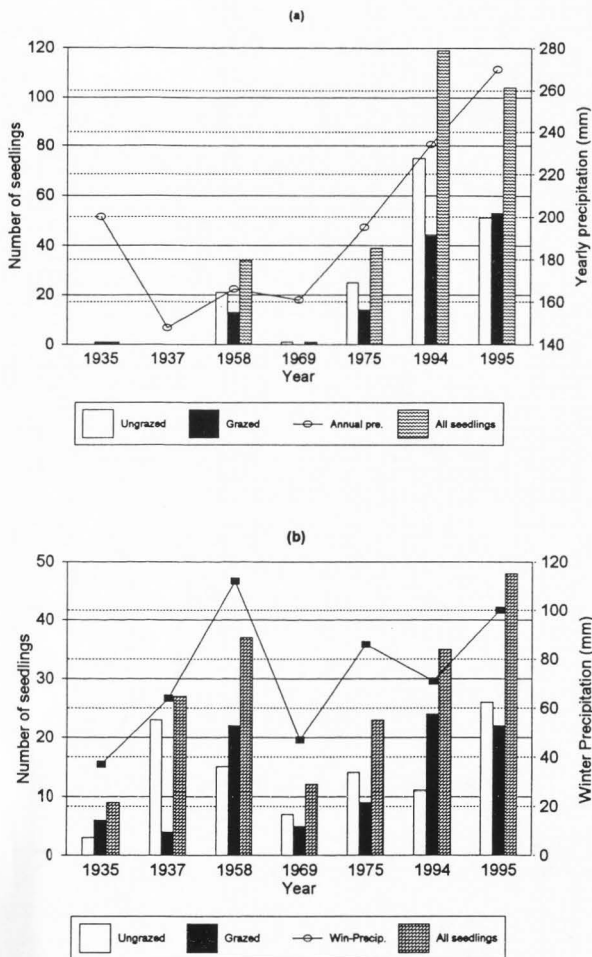 (a)
120 280
100 260
240
80 220
60 200
40 180
20 160
0 140
Number of seedlings
Yearly precipitation (mm)
1935 1937 1958 1969 1975 1994 1995
Year
Ungrazed Grazed Annual pre. All seedlings
(b)
50 120
40 100
30 80
60
20 40
10 20
0 0
Number of seedlings
Winter Precipitation (mm)
1935 1937 1958 1969 1975 1994 1995
Year
Ungrazed Grazed Win-Precip. All seedlings